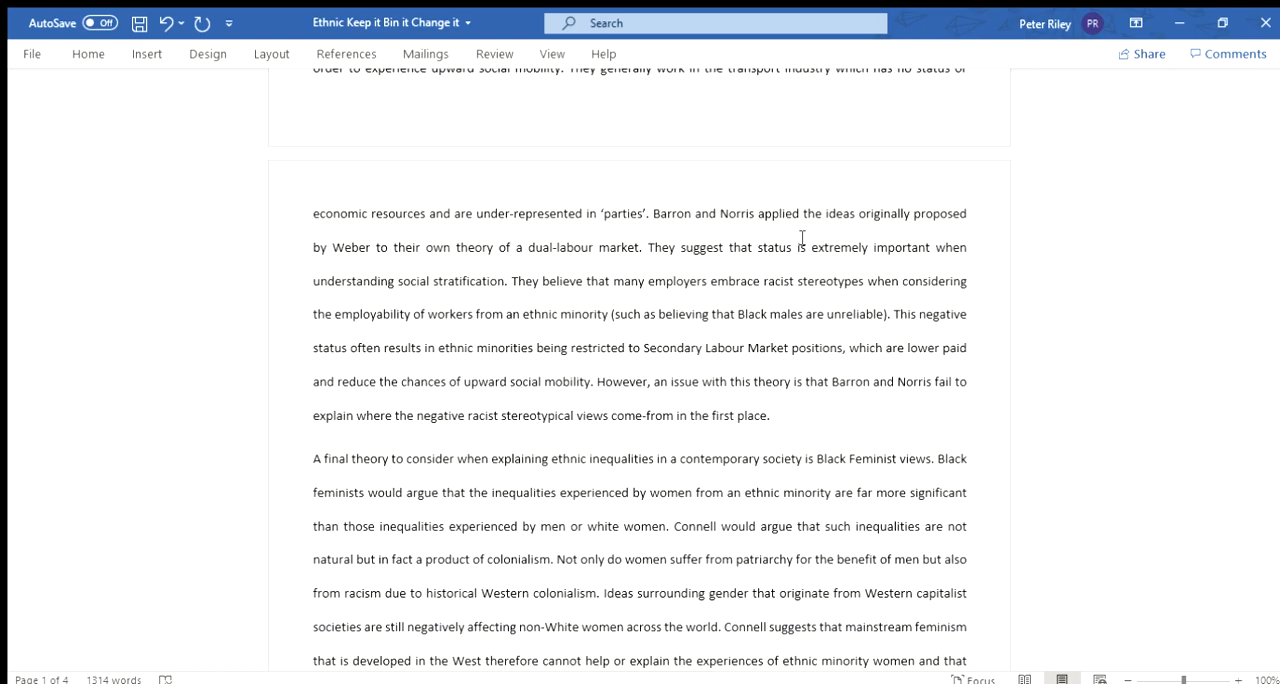 AutoSave Off Ethnic Keep it Bin it Change it Search Peter Riley PR
File Home Insert Design Layout References Mailings Review View Help Share Comments
order to experience upward social mobility. They generally work in the transport industry which has no status or
economic resources and are under-represented in ‘parties’. Barron and Norris applied the ideas originally proposed
by Weber to their own theory of a dual-labour market. They suggest that status is extremely important when
understanding social stratification. They believe that many employers embrace racist stereotypes when considering
the employability of workers from an ethnic minority (such as believing that Black males are unreliable). This negative
status often results in ethnic minorities being restricted to Secondary Labour Market positions, which are lower paid
and reduce the chances of upward social mobility. However, an issue with this theory is that Barron and Norris fail to
explain where the negative racist stereotypical views come-from in the first place.
A final theory to consider when explaining ethnic inequalities in a contemporary society is Black Feminist views. Black
feminists would argue that the inequalities experienced by women from an ethnic minority are far more significant
than those inequalities experienced by men or white women. Connell would argue that such inequalities are not
natural but in fact a product of colonialism. Not only do women suffer from patriarchy for the benefit of men but also
from racism due to historical Western colonialism. Ideas surrounding gender that originate from Western capitalist
societies are still negatively affecting non-White women across the world. Connell suggests that mainstream feminism
that is developed in the West therefore cannot help or explain the experiences of ethnic minority women and that
Page 1 of 4 1314 words Focus 100%